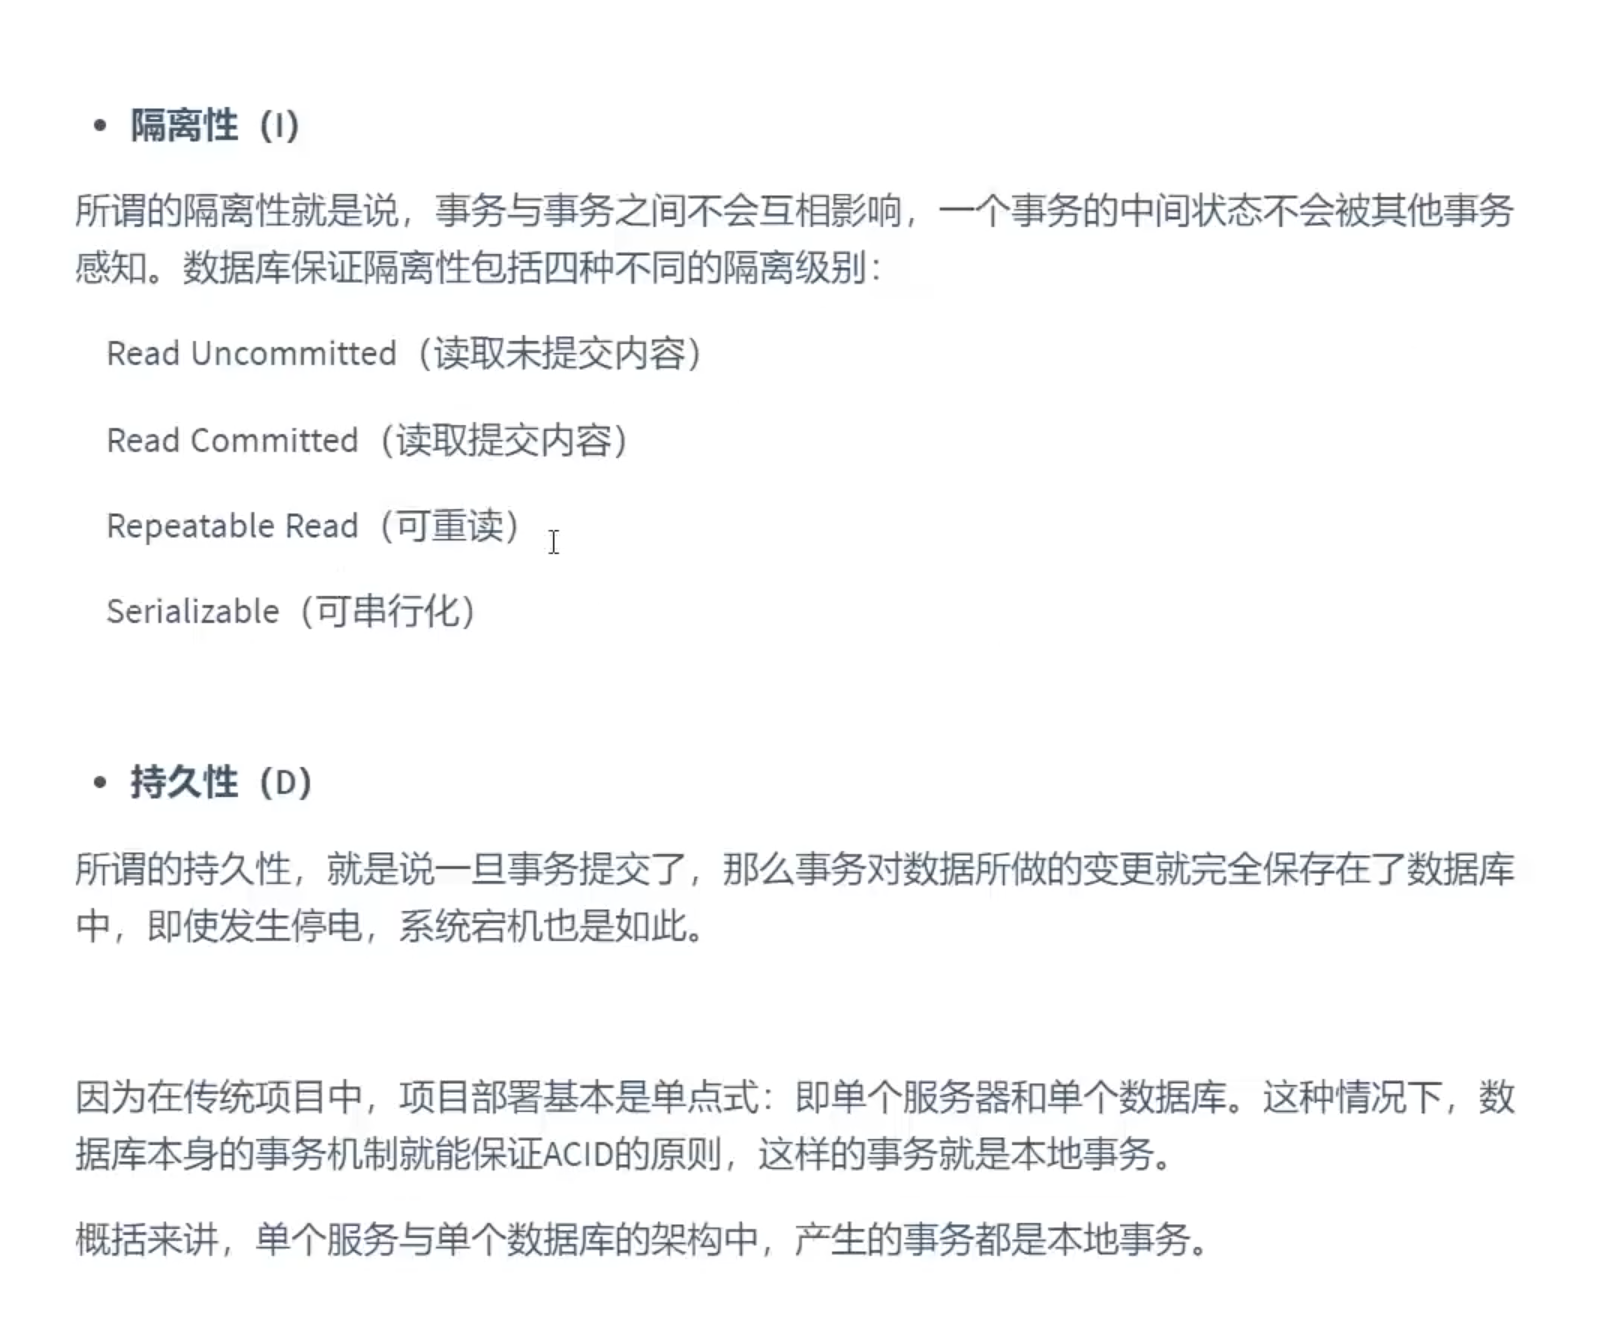 • 隔离性（I）
所谓的隔离性就是说，事务与事务之间不会互相影响，一个事务的中间状态不会被其他事务
感知。数据库保证隔离性包括四种不同的隔离级别：
Read Uncommitted（读取未提交内容）
Read Committed（读取提交内容）
Repeatable Read（可重读）
Serializable（可串行化）
• 持久性（D）
所谓的持久性，就是说一旦事务提交了，那么事务对数据所做的变更就完全保存在了数据库
中，即使发生停电，系统宕机也是如此。
因为在传统项目中，项目部署基本是单点式：即单个服务器和单个数据库。这种情况下，数
据库本身的事务机制就能保证ACID的原则，这样的事务就是本地事务。
概括来讲，单个服务与单个数据库的架构中，产生的事务都是本地事务。